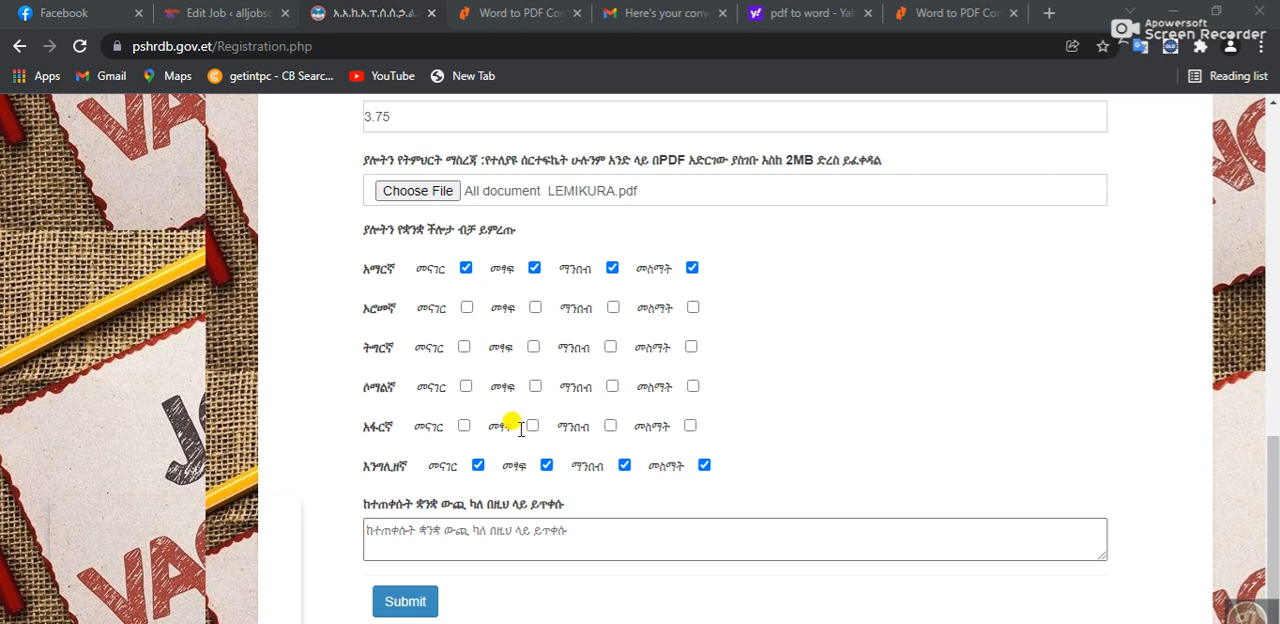 Facebook
Edit Job ‹ alljobsc
አ.አ.ከ.አ.ፐ.ሰ.ሰ.ኃ.ል.
Word to PDF Con
Here's your conv
pdf to word - Yah
Word to PDF Con
Apowersoft
Screen Recorder
pshrdb.gov.et/Registration.php
Apps
Gmail
Maps
getintpc - CB Searc...
YouTube
New Tab
Reading list
3.75
ያሎትን የትምህርት ማስረጃ :የተለያዩ ሰርተፍኬት ሁሉንም አንድ ላይ በPDF አድርገው ያስገቡ እስከ 2MB ድረስ ይፈቀዳል
Choose File All document LEMIKURA.pdf
ያሎትን የቋንቋ ችሎታ ብቻ ይምረጡ
አማርኛ መናገር መፃፍ ማንበብ መስማት
ኦሮመኛ መናገር መፃፍ ማንበብ መስማት
ትግርኛ መናገር መፃፍ ማንበብ መስማት
ሶማልኛ መናገር መፃፍ ማንበብ መስማት
አፋርኛ መናገር መፃፍ ማንበብ መስማት
እንግሊዘኛ መናገር መፃፍ ማንበብ መስማት
ከተጠቀሱት ቋንቋ ውጪ ካለ በዚህ ላይ ይጥቀሱ
ከተጠቀሱት ቋንቋ ውጪ ካለ በዚህ ላይ ይጥቀሱ
Submit